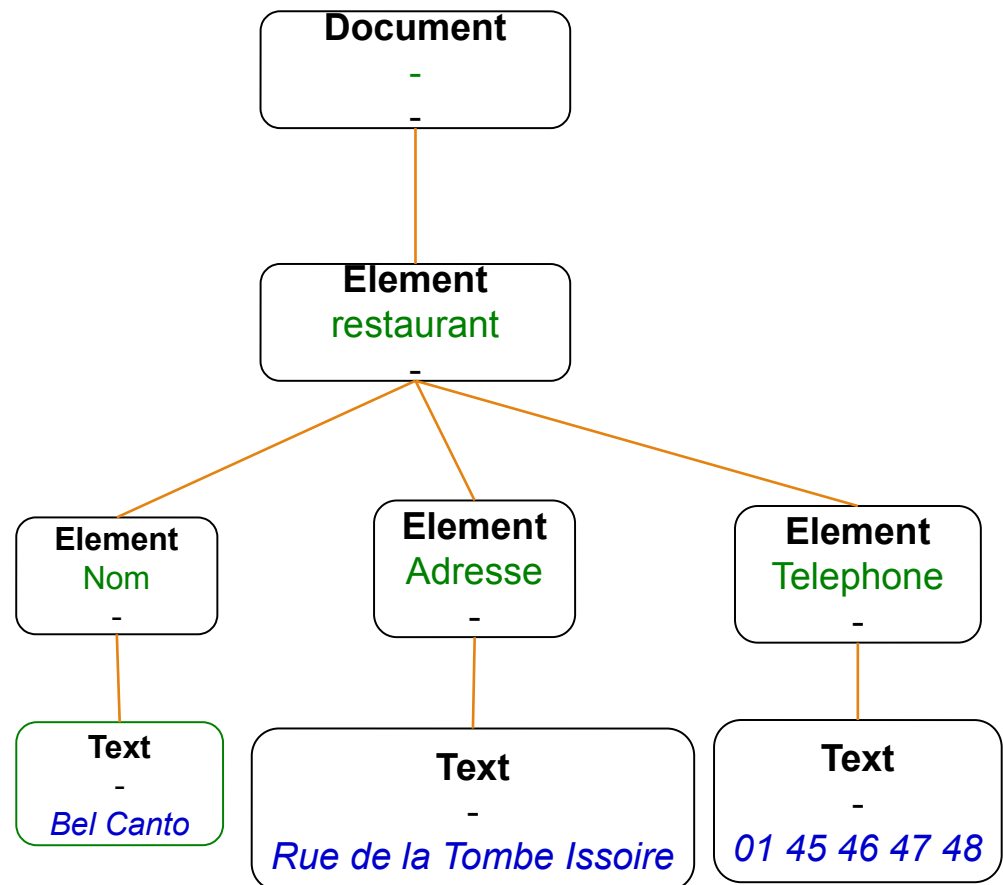 Document
-
-
Element
restaurant
-
Element
Nom
-
Element
Adresse
-
Element
Telephone
-
Text
-
Bel Canto
Text
-
Rue de la Tombe Issoire
Text
-
01 45 46 47 48